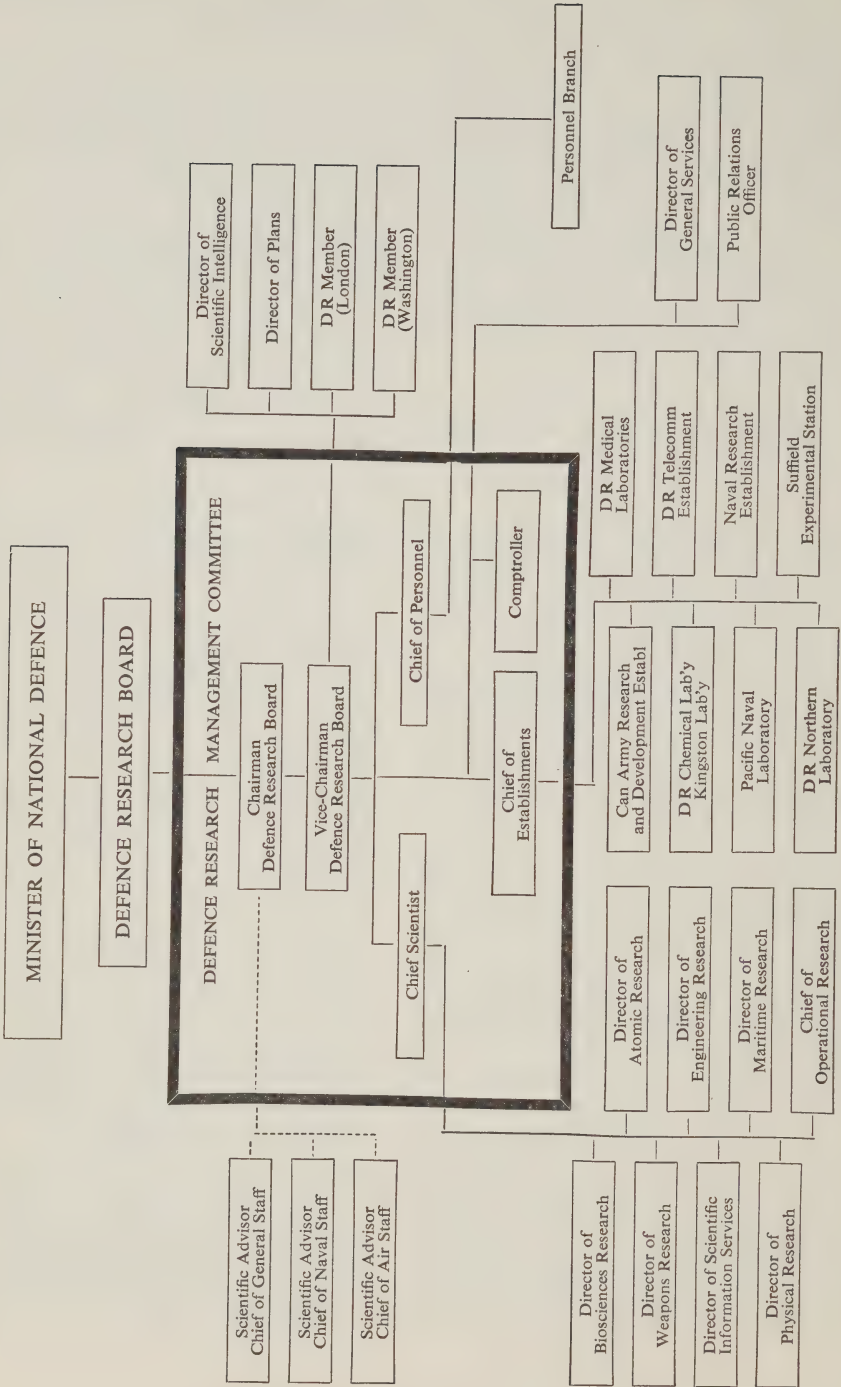 MINISTER OF NATIONAL DEFENCE
DEFENCE RESEARCH BOARD
DEFENCE RESEARCH MANAGEMENT COMMITTEE
Chairman
Defence Research Board
Vice-Chairman
Defence Research Board
Chief Scientist
Chief of Personnel
Chief of
Establishments
Comptroller
Scientific Advisor
Chief of General Staff
Scientific Advisor
Chief of Naval Staff
Scientific Advisor
Chief of Air Staff
Director of
Scientific Intelligence
Director of Plans
DR Member
(London)
DR Member
(Washington)
Personnel Branch
Director of
General Services
Public Relations
Officer
Director of
Biosciences Research
Director of
Weapons Research
Director of Scientific
Information Services
Director of
Physical Research
Director of
Atomic Research
Director of
Engineering Research
Director of
Maritime Research
Chief of
Operational Research
Can Army Research
and Development Establ
DR Chemical Lab'y
Kingston Lab'y
Pacific Naval
Laboratory
DR Northern
Laboratory
DR Medical
Laboratories
DR Telecomm
Establishment
Naval Research
Establishment
Suffield
Experimental Station